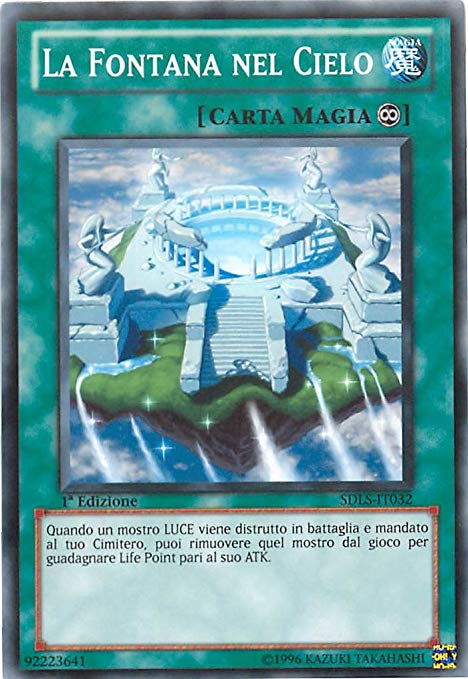 LA FONTANA NEL CIELO
MAGIA
魔
[CARTA MAGIA ♾]
1ª Edizione
SDLS-IT032
Quando un mostro LUCE viene distrutto in battaglia e mandato
al tuo Cimitero, puoi rimuovere quel mostro dal gioco per
guadagnare Life Point pari al suo ATK.
92223641
©1996 KAZUKI TAKAHASHI